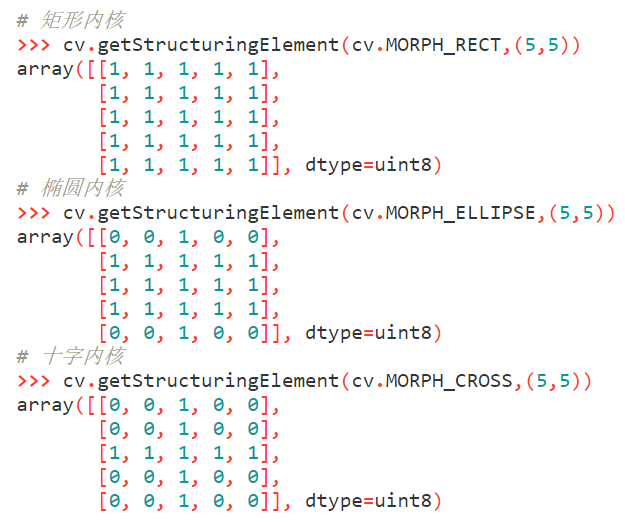 # 矩形内核
>>> cv.getStructuringElement(cv.MORPH_RECT,(5,5))
array([[1, 1, 1, 1, 1],
       [1, 1, 1, 1, 1],
       [1, 1, 1, 1, 1],
       [1, 1, 1, 1, 1],
       [1, 1, 1, 1, 1]], dtype=uint8)
# 椭圆内核
>>> cv.getStructuringElement(cv.MORPH_ELLIPSE,(5,5))
array([[0, 0, 1, 0, 0],
       [1, 1, 1, 1, 1],
       [1, 1, 1, 1, 1],
       [1, 1, 1, 1, 1],
       [0, 0, 1, 0, 0]], dtype=uint8)
# 十字内核
>>> cv.getStructuringElement(cv.MORPH_CROSS,(5,5))
array([[0, 0, 1, 0, 0],
       [0, 0, 1, 0, 0],
       [1, 1, 1, 1, 1],
       [0, 0, 1, 0, 0],
       [0, 0, 1, 0, 0]], dtype=uint8)